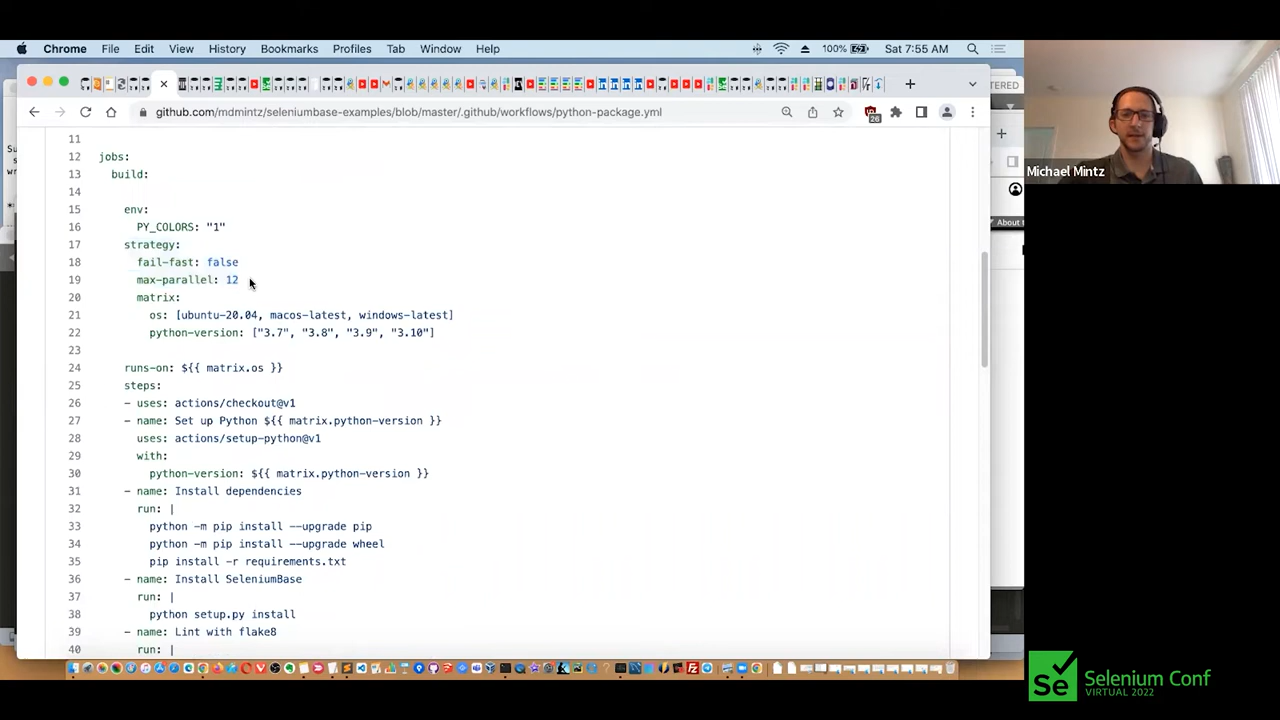 Chrome File Edit View History Bookmarks Profiles Tab Window Help 100% Sat 7:55 AM
github.com/mdmintz/seleniumbase-examples/blob/master/.github/workflows/python-package.yml
26
TERED
Michael Mintz
About
11
12 jobs:
13 build:
14
15 env:
16 PY_COLORS: "1"
17 strategy:
18 fail-fast: false
19 max-parallel: 12
20 matrix:
21 os: [ubuntu-20.04, macos-latest, windows-latest]
22 python-version: ["3.7", "3.8", "3.9", "3.10"]
23
24 runs-on: ${{ matrix.os }}
25 steps:
26 - uses: actions/checkout@v1
27 - name: Set up Python ${{ matrix.python-version }}
28 uses: actions/setup-python@v1
29 with:
30 python-version: ${{ matrix.python-version }}
31 - name: Install dependencies
32 run: |
33 python -m pip install --upgrade pip
34 python -m pip install --upgrade wheel
35 pip install -r requirements.txt
36 - name: Install SeleniumBase
37 run: |
38 python setup.py install
39 - name: Lint with flake8
40 run: |
Se Selenium Conf
VIRTUAL 2022